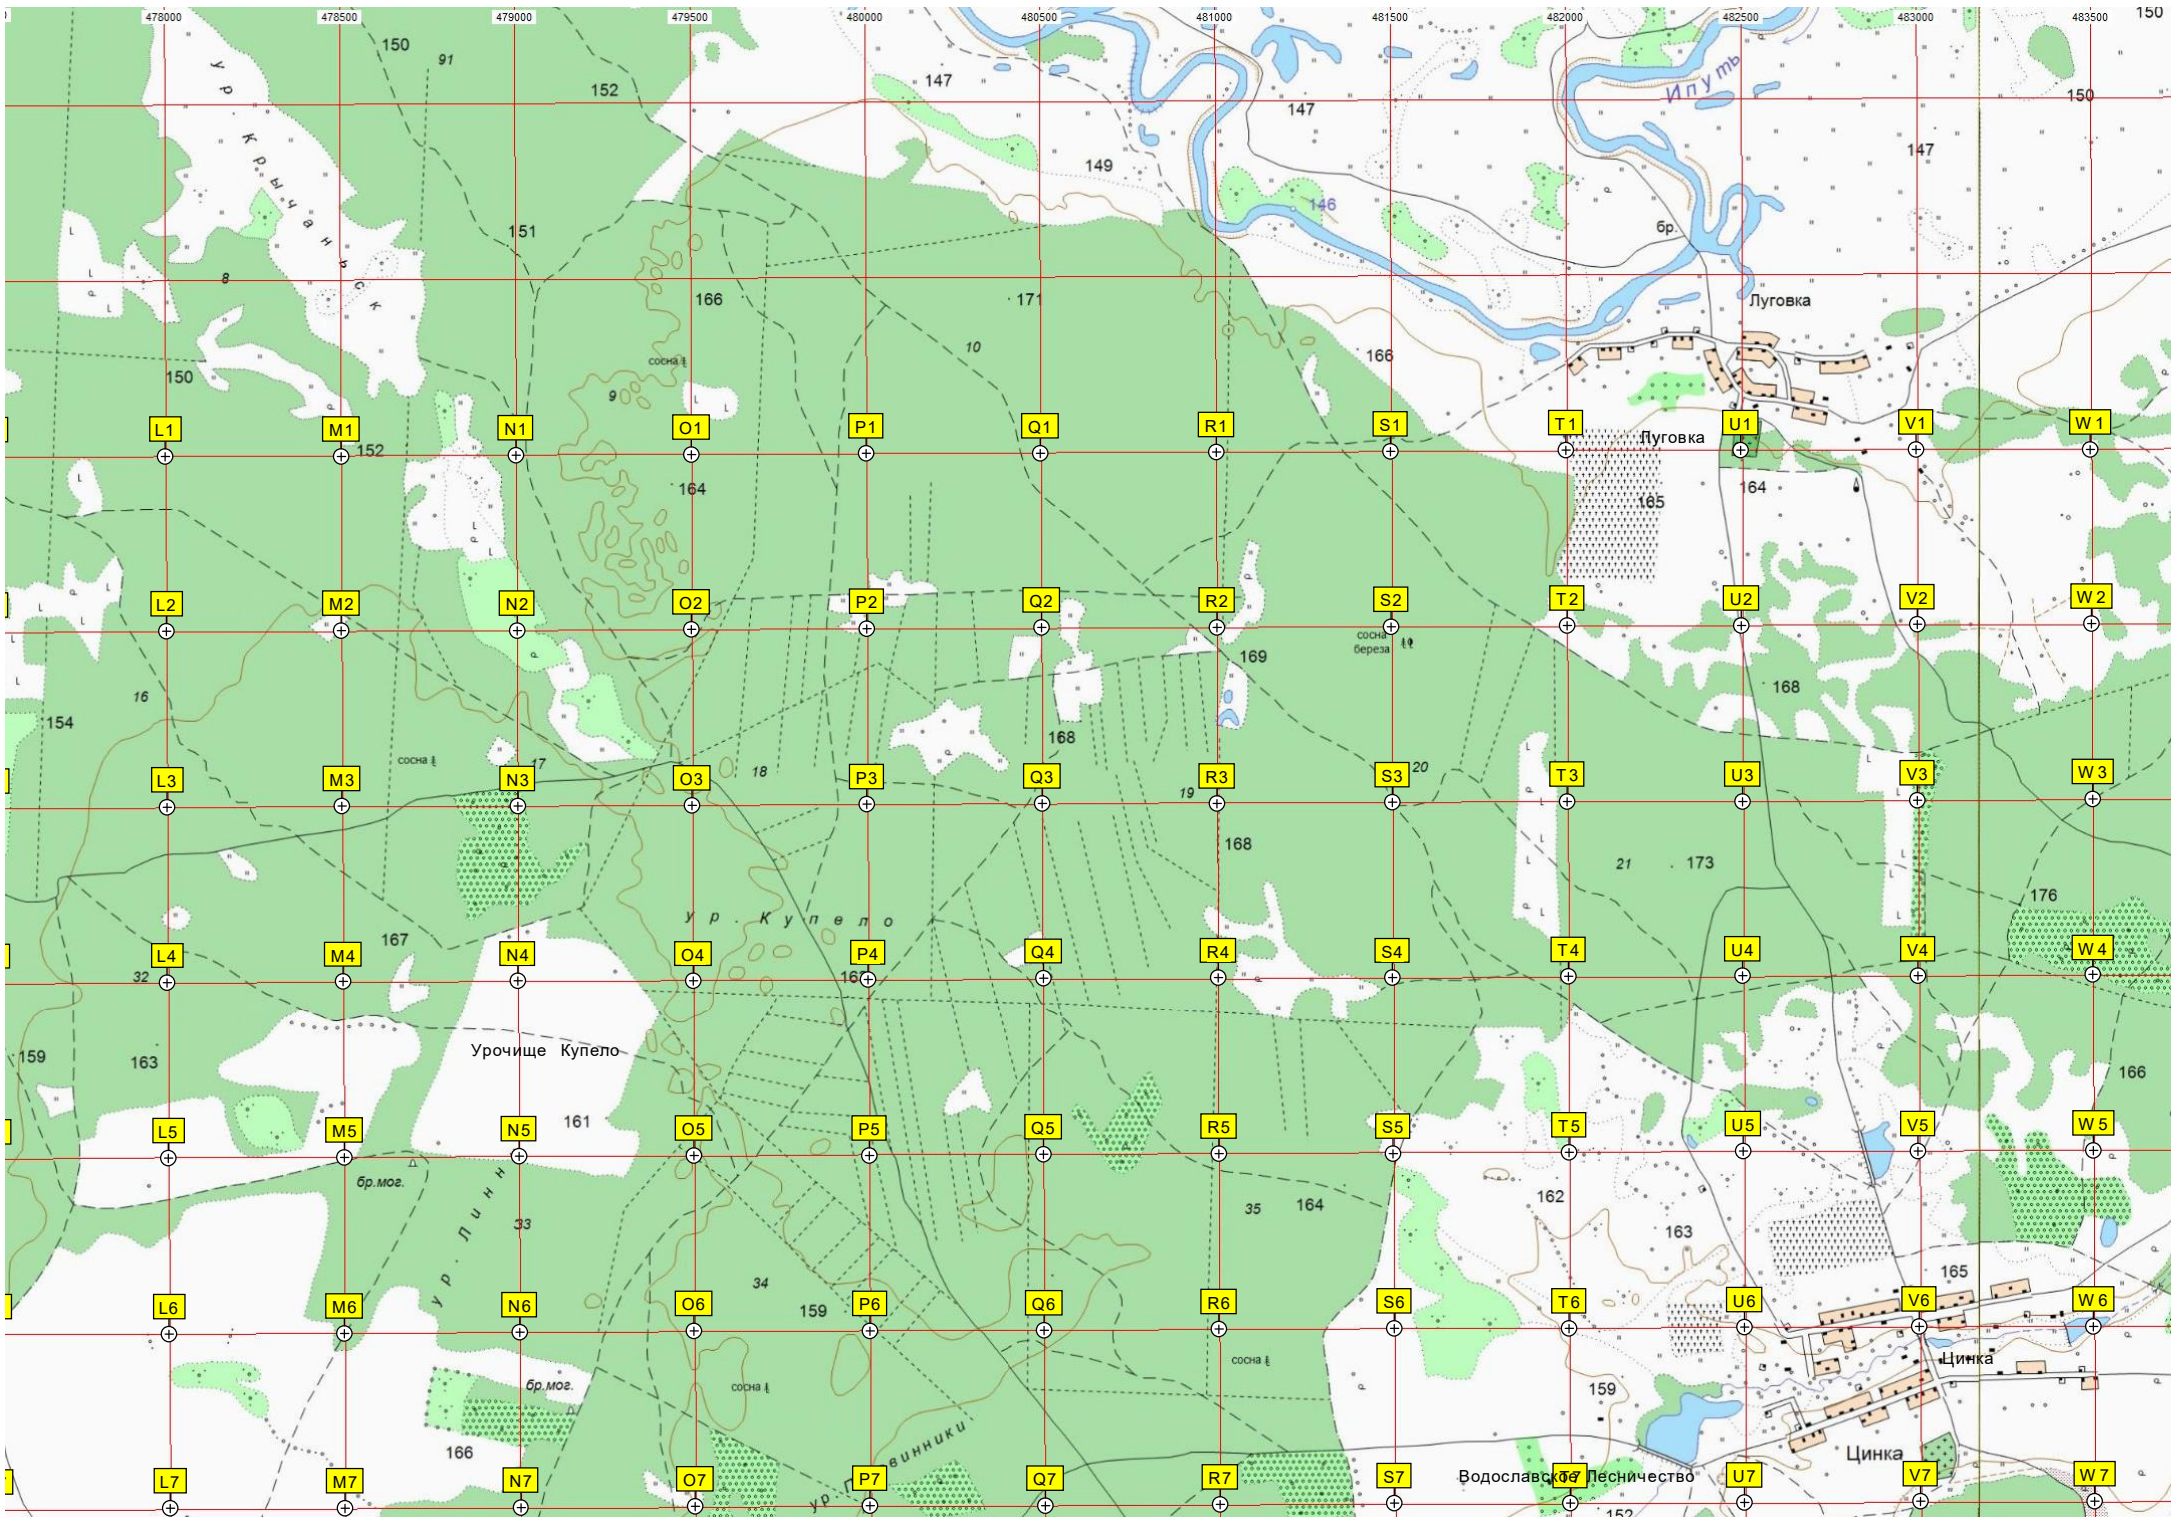 478000 478500 479000 479500 480000 480500 481000 481500 482000 482500 483000 483500
150
150
91
152
147
147
Ипуть
150
ур. Крычаньск
149
147
146
151
бр.
8
166
171
Луговка
150
сосна
10
166
9
L1 M1 N1 O1 P1 Q1 R1 S1 T1 U1 V1 W1
152
Луговка
164
165
164
L2 M2 N2 O2 P2 Q2 R2 S2 T2 U2 V2 W2
сосна
береза
169
16
168
154
168
сосна
17
18
20
L3 M3 N3 O3 P3 Q3 R3 S3 T3 U3 V3 W3
19
168
21
173
176
ур. Купело
167
L4 M4 N4 O4 P4 Q4 R4 S4 T4 U4 V4 W4
32
159
163
Урочище Купело
166
161
L5 M5 N5 O5 P5 Q5 R5 S5 T5 U5 V5 W5
бр.мог.
ур. Линн
33
35
164
162
163
34
159
165
L6 M6 N6 O6 P6 Q6 R6 S6 T6 U6 V6 W6
Цинка
сосна
бр.мог.
сосна
159
166
Цинка
L7 M7 N7 O7 P7 Q7 R7 S7 T7 U7 V7 W7
Водославское Лесничество
152